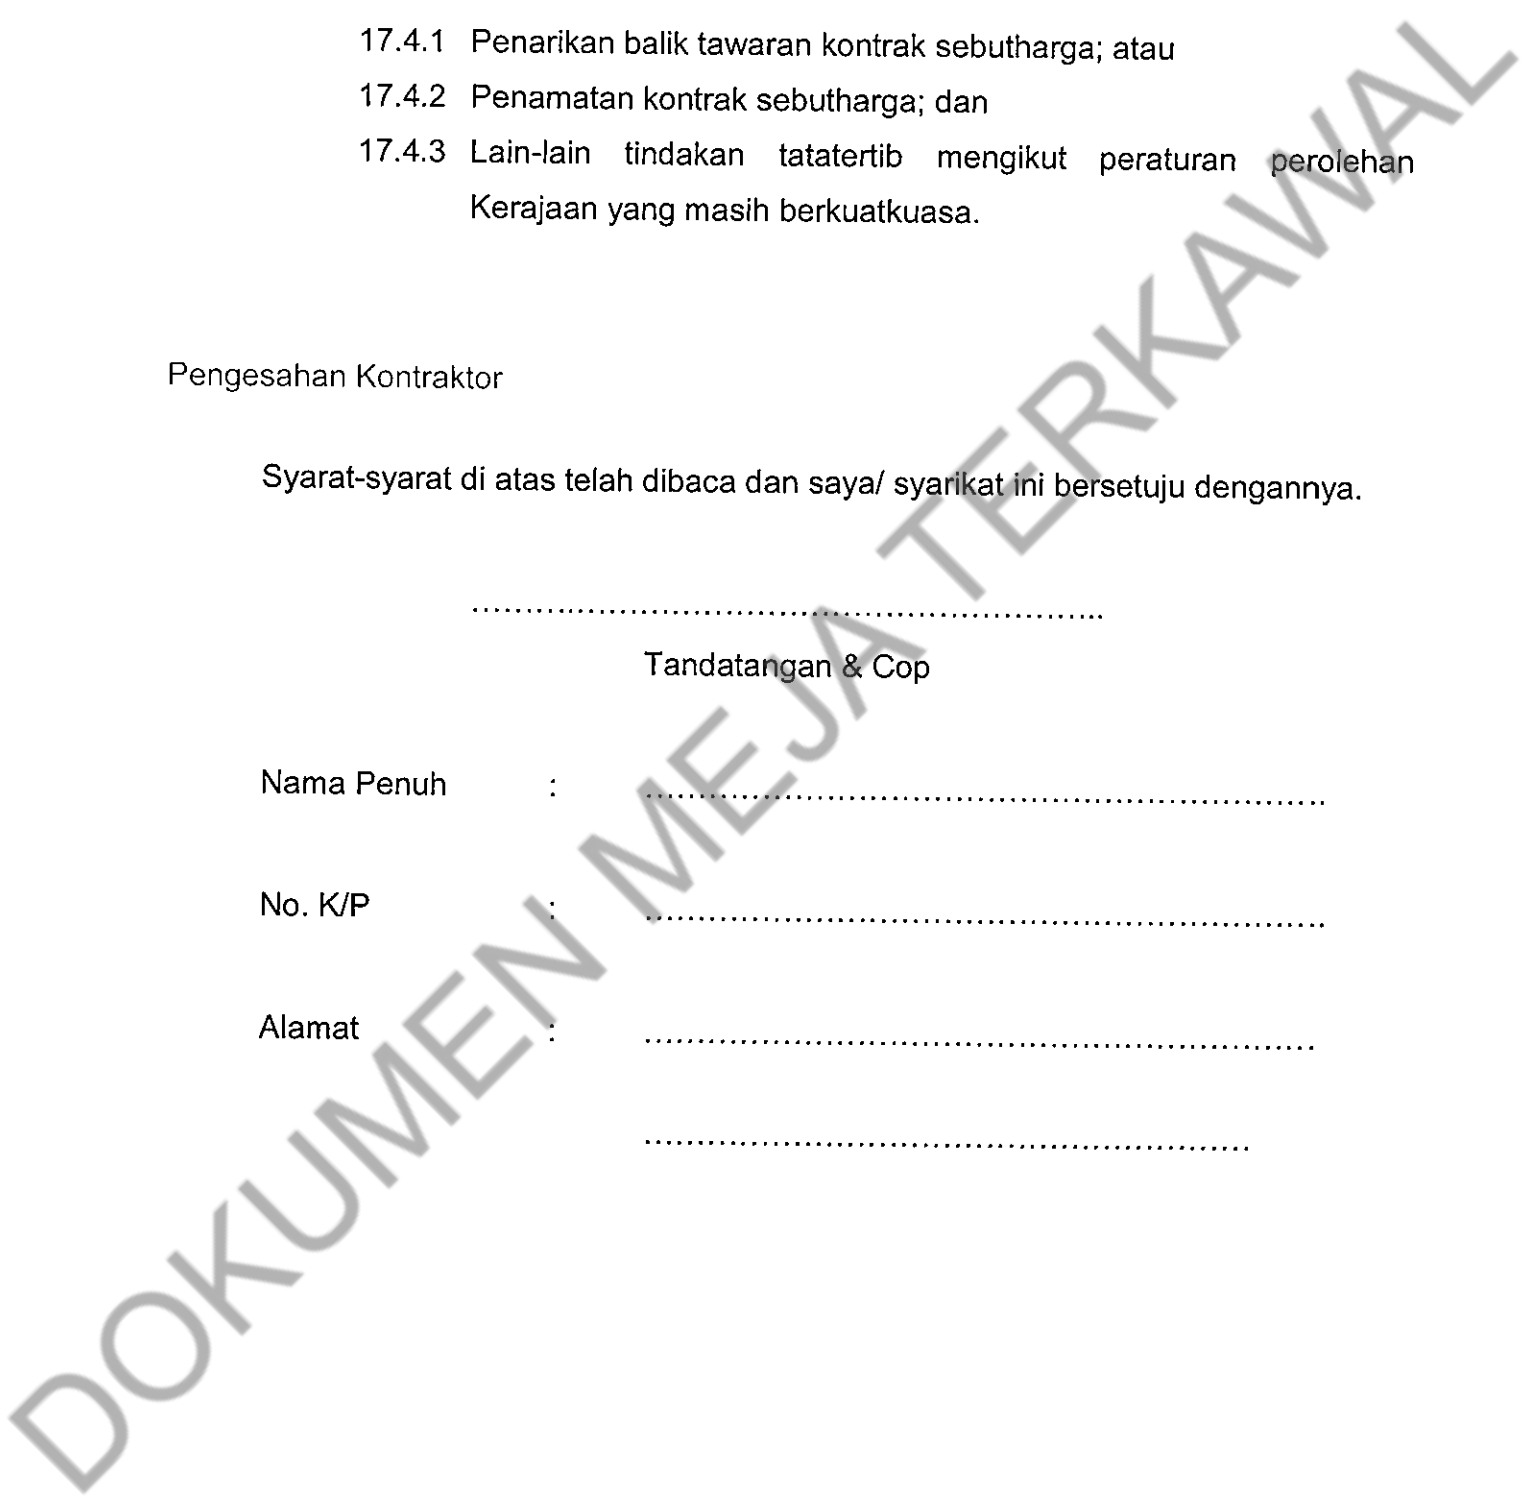 17.4.1 Penarikan balik tawaran kontrak sebutharga; atau
17.4.2 Penamatan kontrak sebutharga; dan
17.4.3 Lain-lain tindakan tatatertib mengikut peraturan perolehan
Kerajaan yang masih berkuatkuasa.
Pengesahan Kontraktor
Syarat-syarat di atas telah dibaca dan saya/ syarikat ini bersetuju dengannya.
..........................................................................
Tandatangan & Cop
Nama Penuh : ................................................................
No. K/P : ................................................................
Alamat : ...............................................................
.........................................................
DOKUMEN MEJA TERKAWAL